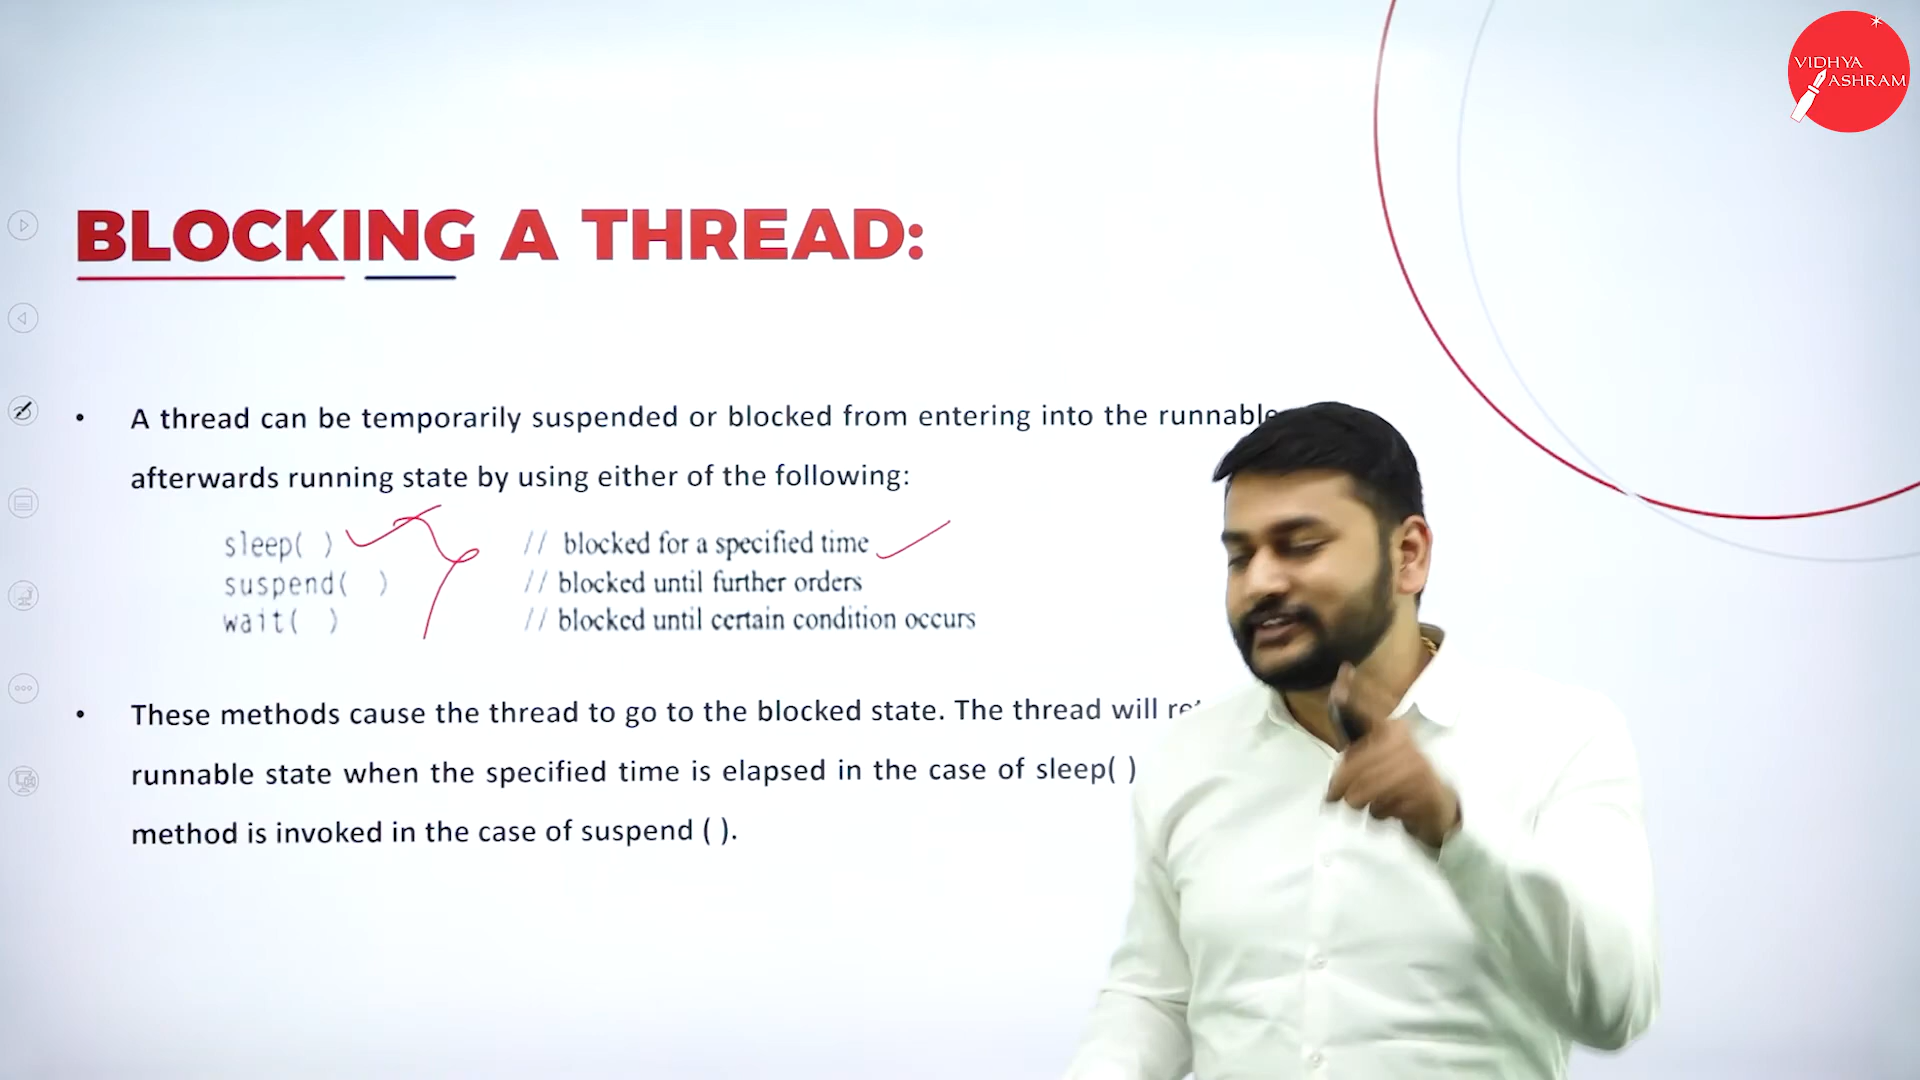 VIDHYA
ASHRAM
BLOCKING A THREAD:
• A thread can be temporarily suspended or blocked from entering into the runnable
afterwards running state by using either of the following:
sleep( ) // blocked for a specified time
suspend( ) // blocked until further orders
wait( ) // blocked until certain condition occurs
• These methods cause the thread to go to the blocked state. The thread will
runnable state when the specified time is elapsed in the case of sleep( )
method is invoked in the case of suspend ( ).